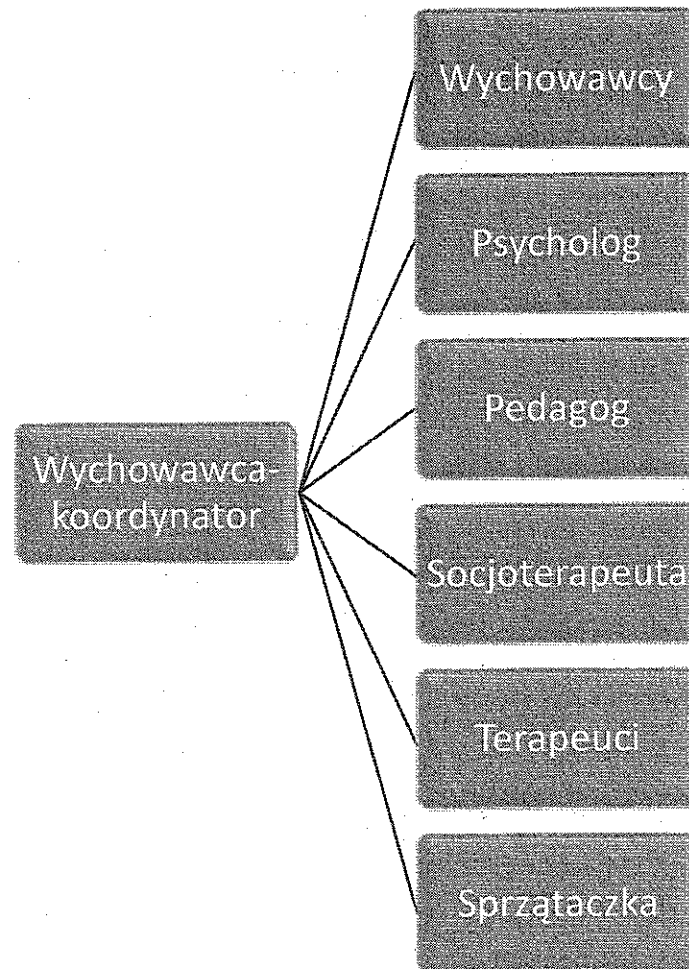 Wychowawcy
Psycholog
Pedagog
Wychowawca-
koordynator
Socjoterapeuta
Terapeuci
Sprzątaczka